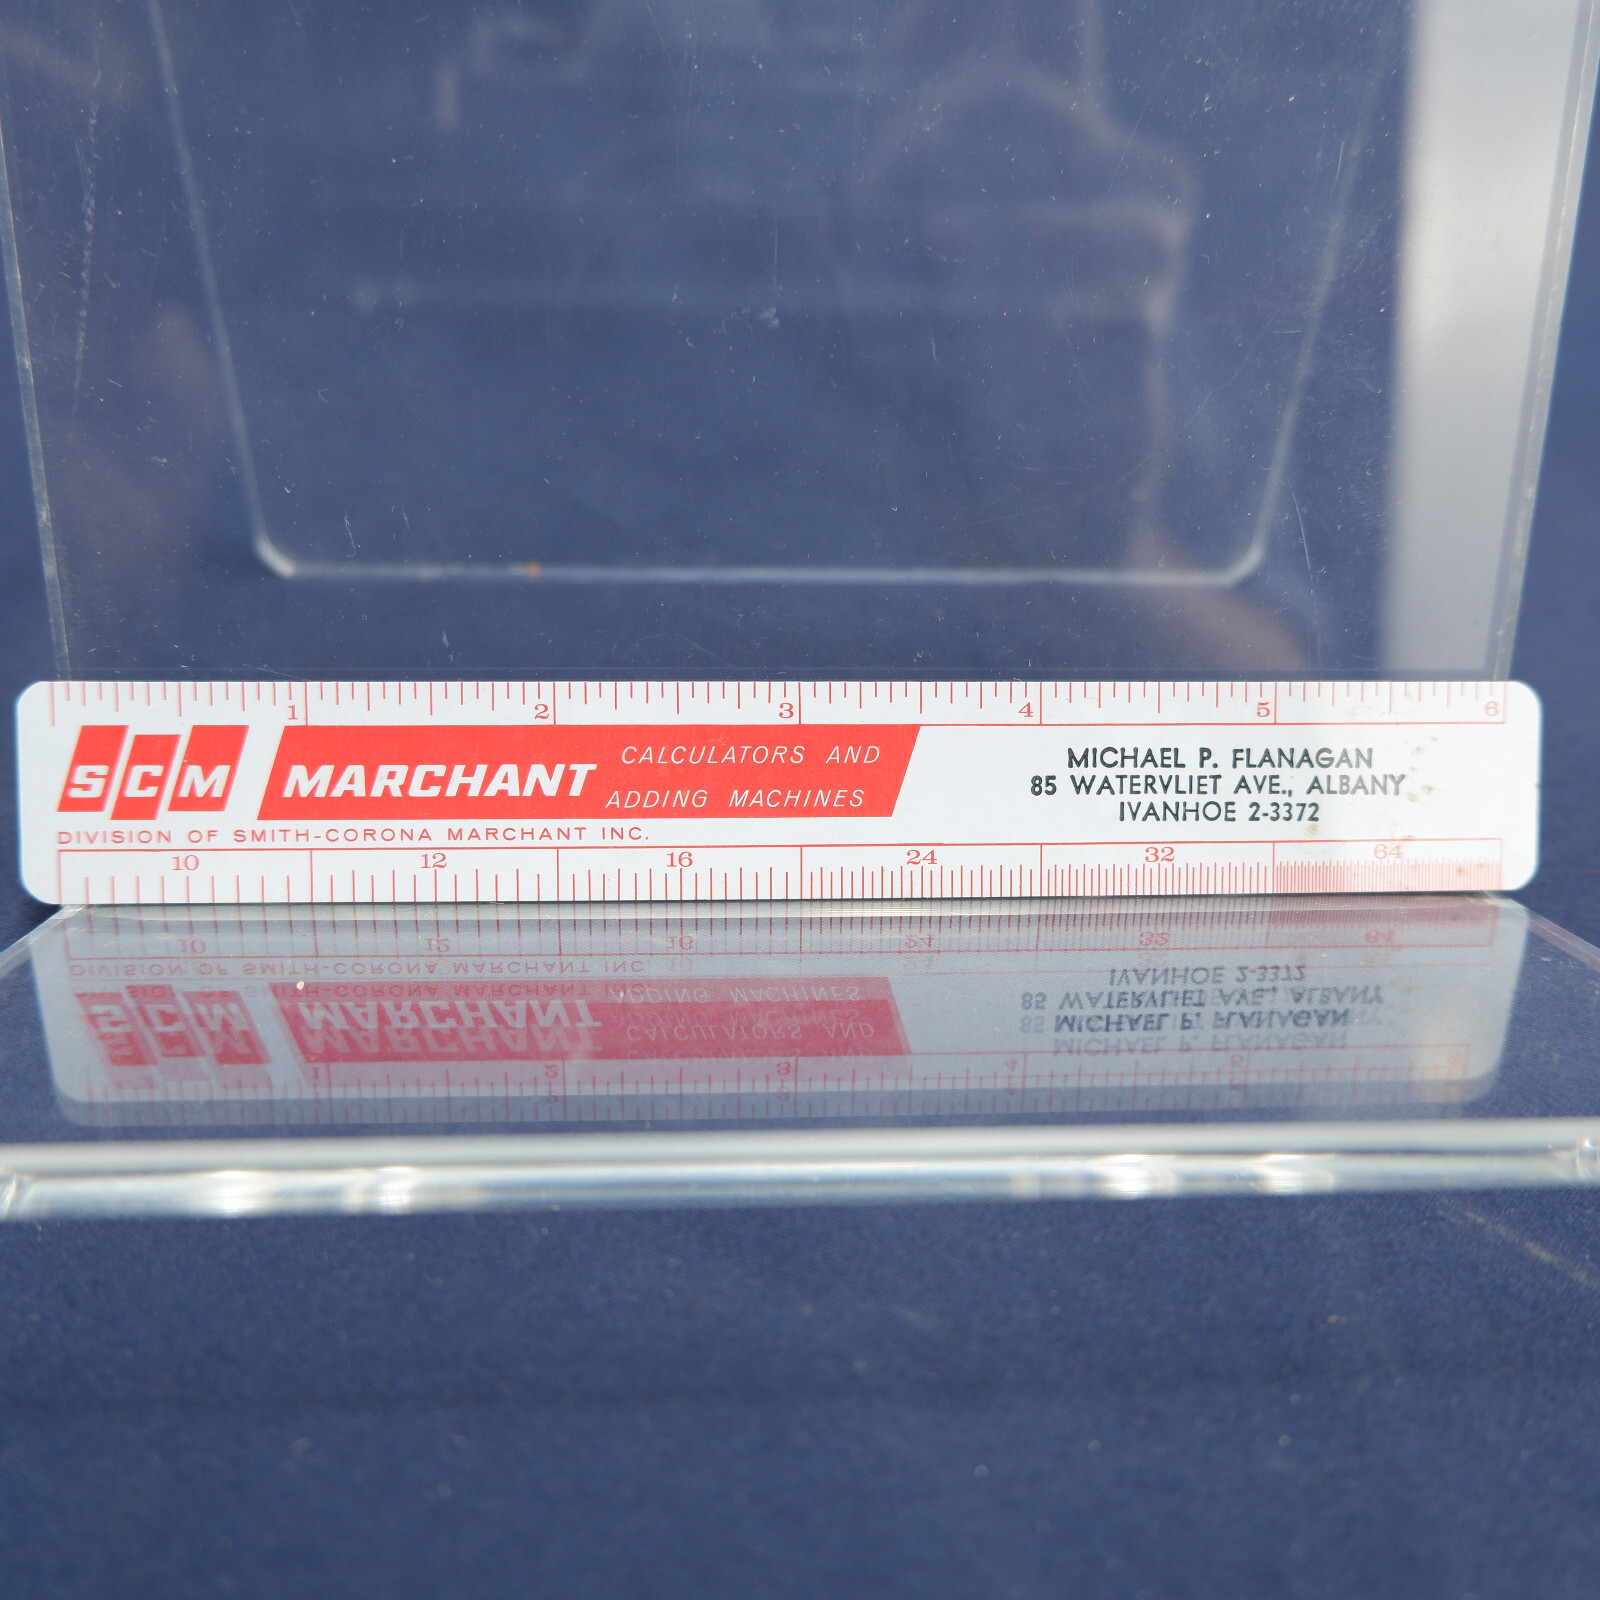 1 2 3 4 5 6
SCM MARCHANT CALCULATORS AND
ADDING MACHINES
DIVISION OF SMITH-CORONA MARCHANT INC.
MICHAEL P. FLANAGAN
85 WATERVLIET AVE., ALBANY
IVANHOE 2-3372
10 12 16 24 32 64